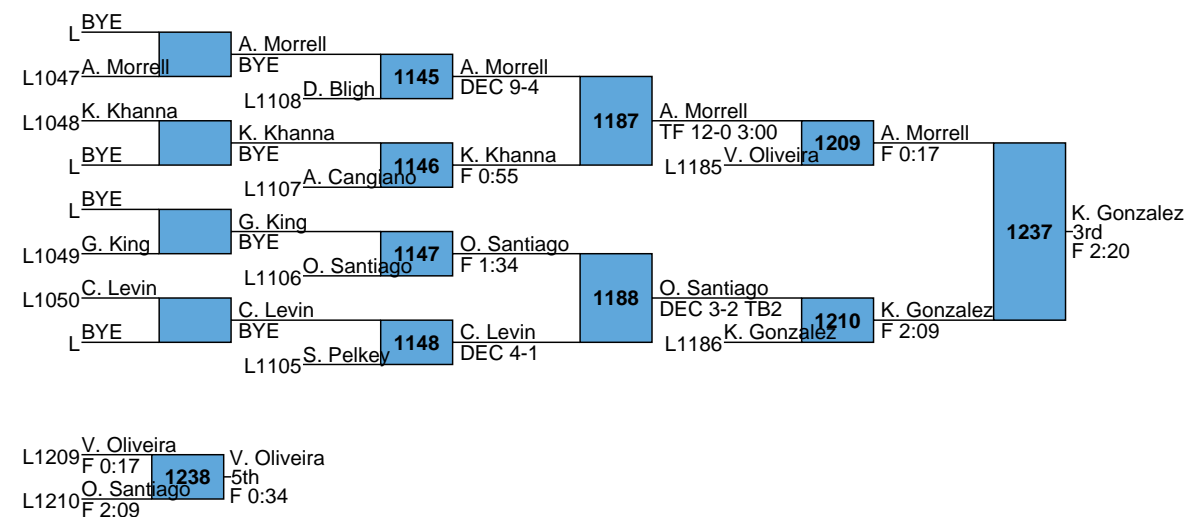 BYE
L
A. Morrell
BYE
L1047 A. Morrell
1145
A. Morrell
DEC 9-4
L1108 D. Bligh
L1048 K. Khanna
1187
A. Morrell
TF 12-0 3:00
K. Khanna
BYE
L BYE
1146
K. Khanna
F 0:55
L1107 A. Cangiano
L1185 V. Oliveira
1209
A. Morrell
F 0:17
L BYE
G. King
BYE
L1049 G. King
1147
O. Santiago
F 1:34
L1106 O. Santiago
1237
K. Gonzalez
3rd
F 2:20
L1050 C. Levin
1188
O. Santiago
DEC 3-2 TB2
C. Levin
BYE
L BYE
1148
C. Levin
DEC 4-1
L1105 S. Pelkey
L1186 K. Gonzalez
1210
K. Gonzalez
F 2:09
L1209 V. Oliveira
F 0:17
1238
V. Oliveira
5th
F 0:34
L1210 O. Santiago
F 2:09